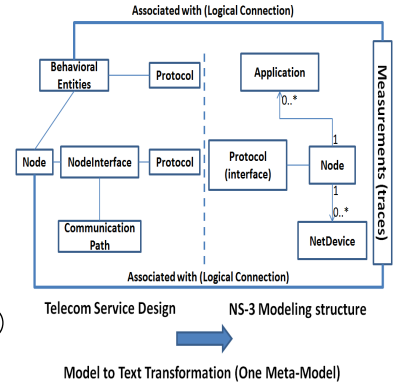 Associated with (Logical Connection)
Behavioral
Entities
Protocol
Application
0..*
1
Node
NodeInterface
Protocol
Protocol
(interface)
Node
1
0..*
Communication
Path
NetDevice
Measurements (traces)
Associated with (Logical Connection)
)
Telecom Service Design
NS-3 Modeling structure
Model to Text Transformation (One Meta-Model)